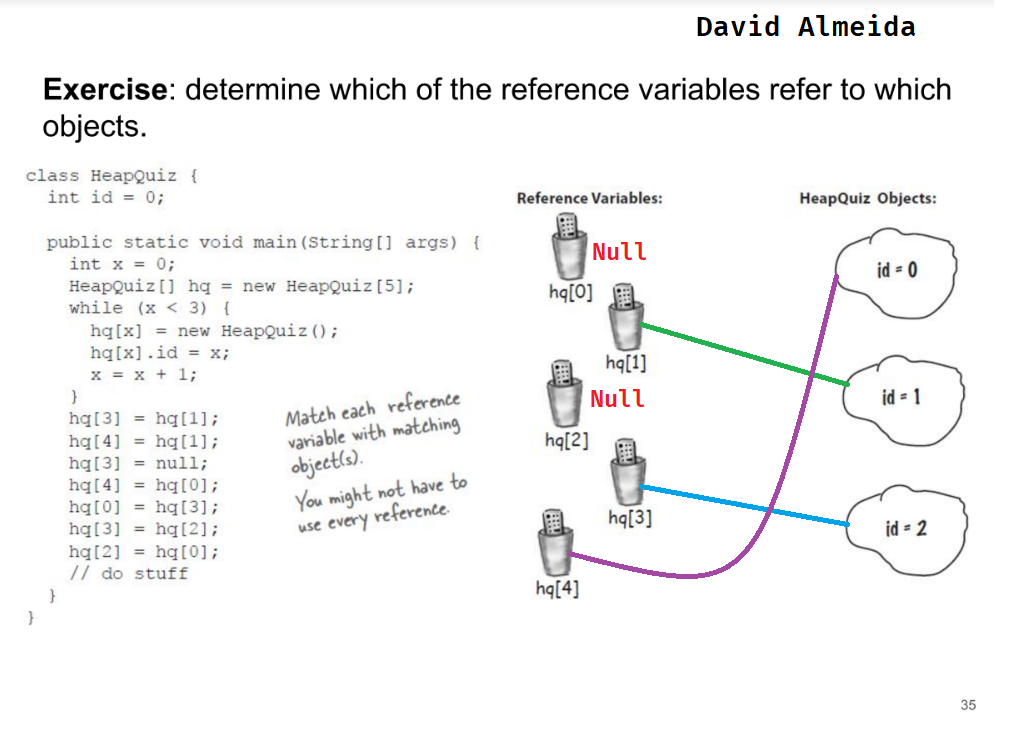 David Almeida
Exercise: determine which of the reference variables refer to which
objects.
class HeapQuiz {
int id = 0;
public static void main(String[] args) {
int x = 0;
HeapQuiz[] hq = new HeapQuiz[5];
while (x < 3) {
hq[x] = new HeapQuiz();
hq[x].id = x;
x = x + 1;
}
hq[3] = hq[1];
hq[4] = hq[1];
hq[3] = null;
hq[4] = hq[0];
hq[0] = hq[3];
hq[3] = hq[2];
hq[2] = hq[0];
// do stuff
}
}
Match each reference
variable with matching
object(s).
You might not have to
use every reference.
Reference Variables:
Null
hq[0]
hq[1]
Null
hq[2]
hq[3]
hq[4]
HeapQuiz Objects:
id = 0
id = 1
id = 2
35